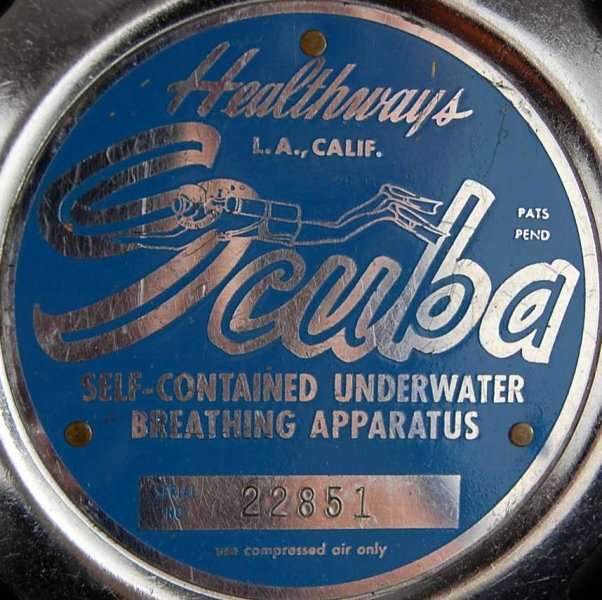 Healthways
L.A., CALIF.
Scuba
PATS
PEND
SELF-CONTAINED UNDERWATER
BREATHING APPARATUS
SERIAL
NO. 22851
use compressed air only